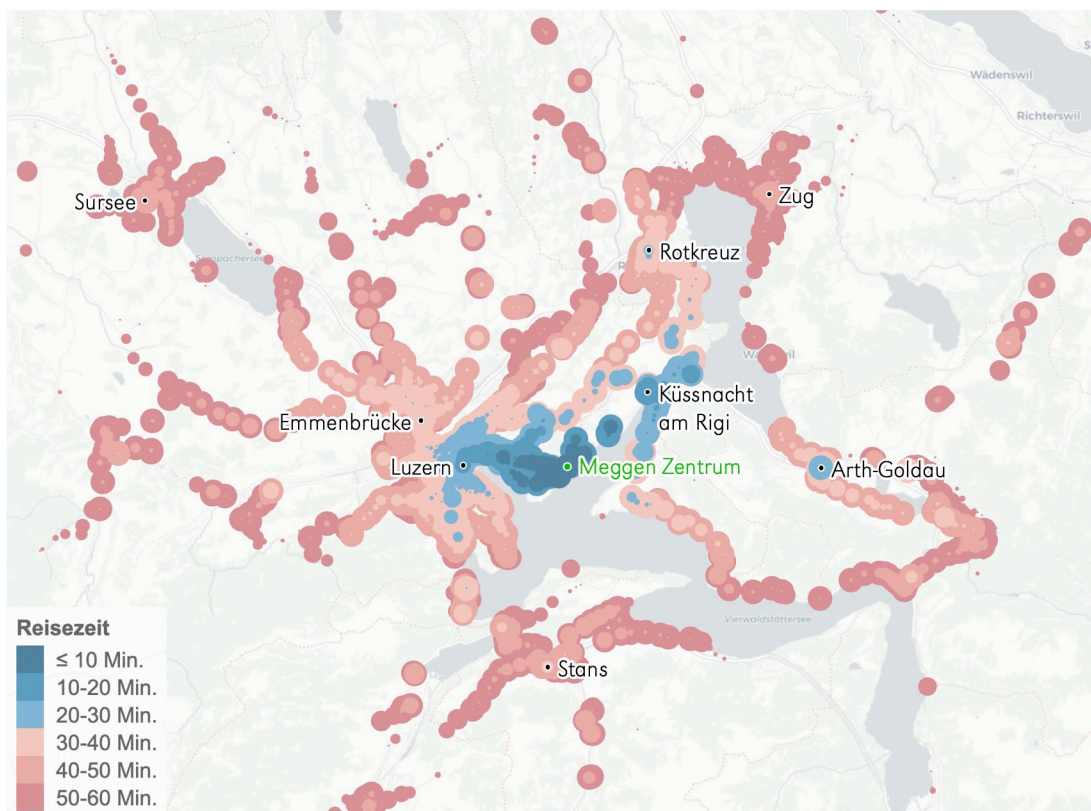 Wädenswil
Richterswil
Sursee
Zug
Rotkreuz
Sempachersee
Küssnacht
am Rigi
Emmenbrücke
Luzern
Meggen Zentrum
Arth-Goldau
Vierwaldstättersee
Stans
Reisezeit
≤ 10 Min.
10-20 Min.
20-30 Min.
30-40 Min.
40-50 Min.
50-60 Min.